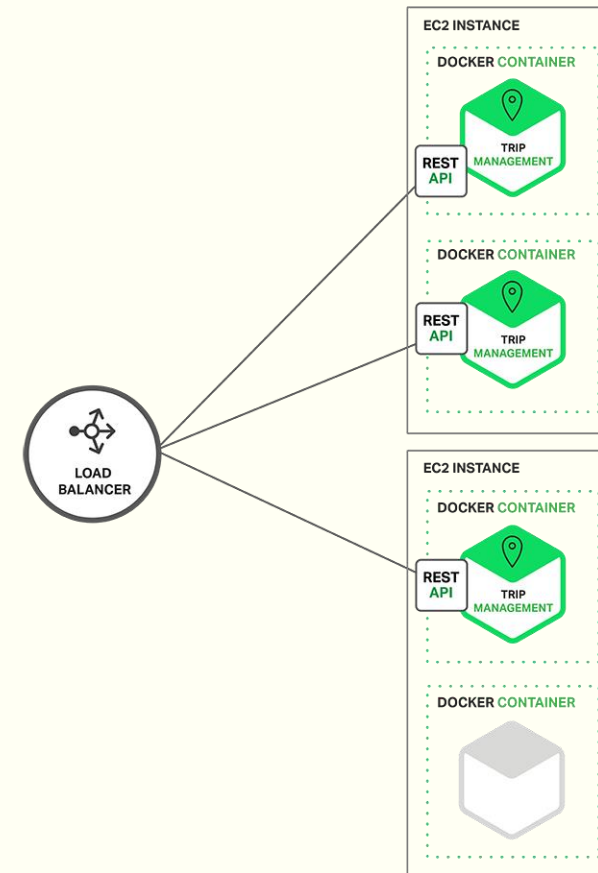 EC2 INSTANCE
DOCKER CONTAINER
TRIP
MANAGEMENT
REST
API
DOCKER CONTAINER
TRIP
MANAGEMENT
REST
API
LOAD
BALANCER
EC2 INSTANCE
DOCKER CONTAINER
TRIP
MANAGEMENT
REST
API
DOCKER CONTAINER